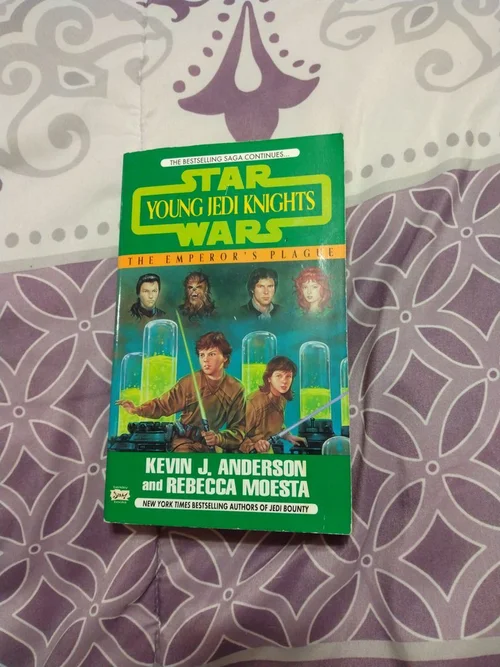 THE BESTSELLING SAGA CONTINUES...
STAR
YOUNG JEDI KNIGHTS
WARS
THE EMPEROR'S PLAGUE
KEVIN J. ANDERSON
and REBECCA MOESTA
NEW YORK TIMES BESTSELLING AUTHORS OF JEDI BOUNTY